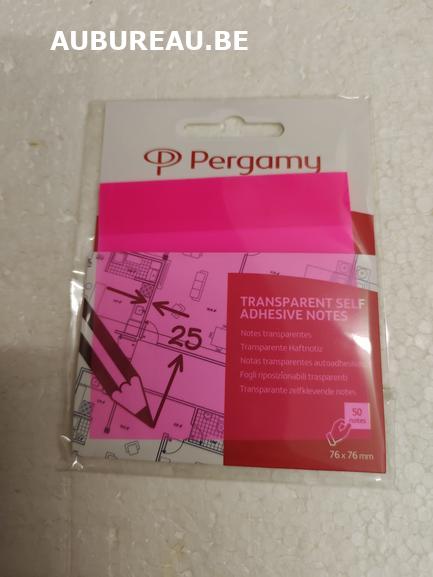 AUBUREAU.BE
Pergamy
TRANSPARENT SELF
ADHESIVE NOTES
Notes transparentes
Transparente Haftnotiz
Notas transparentes autoadhesivas
Fogli riposizionabili trasparenti
Transparante zelfklevende notes
25
50
notes
76 x 76 mm